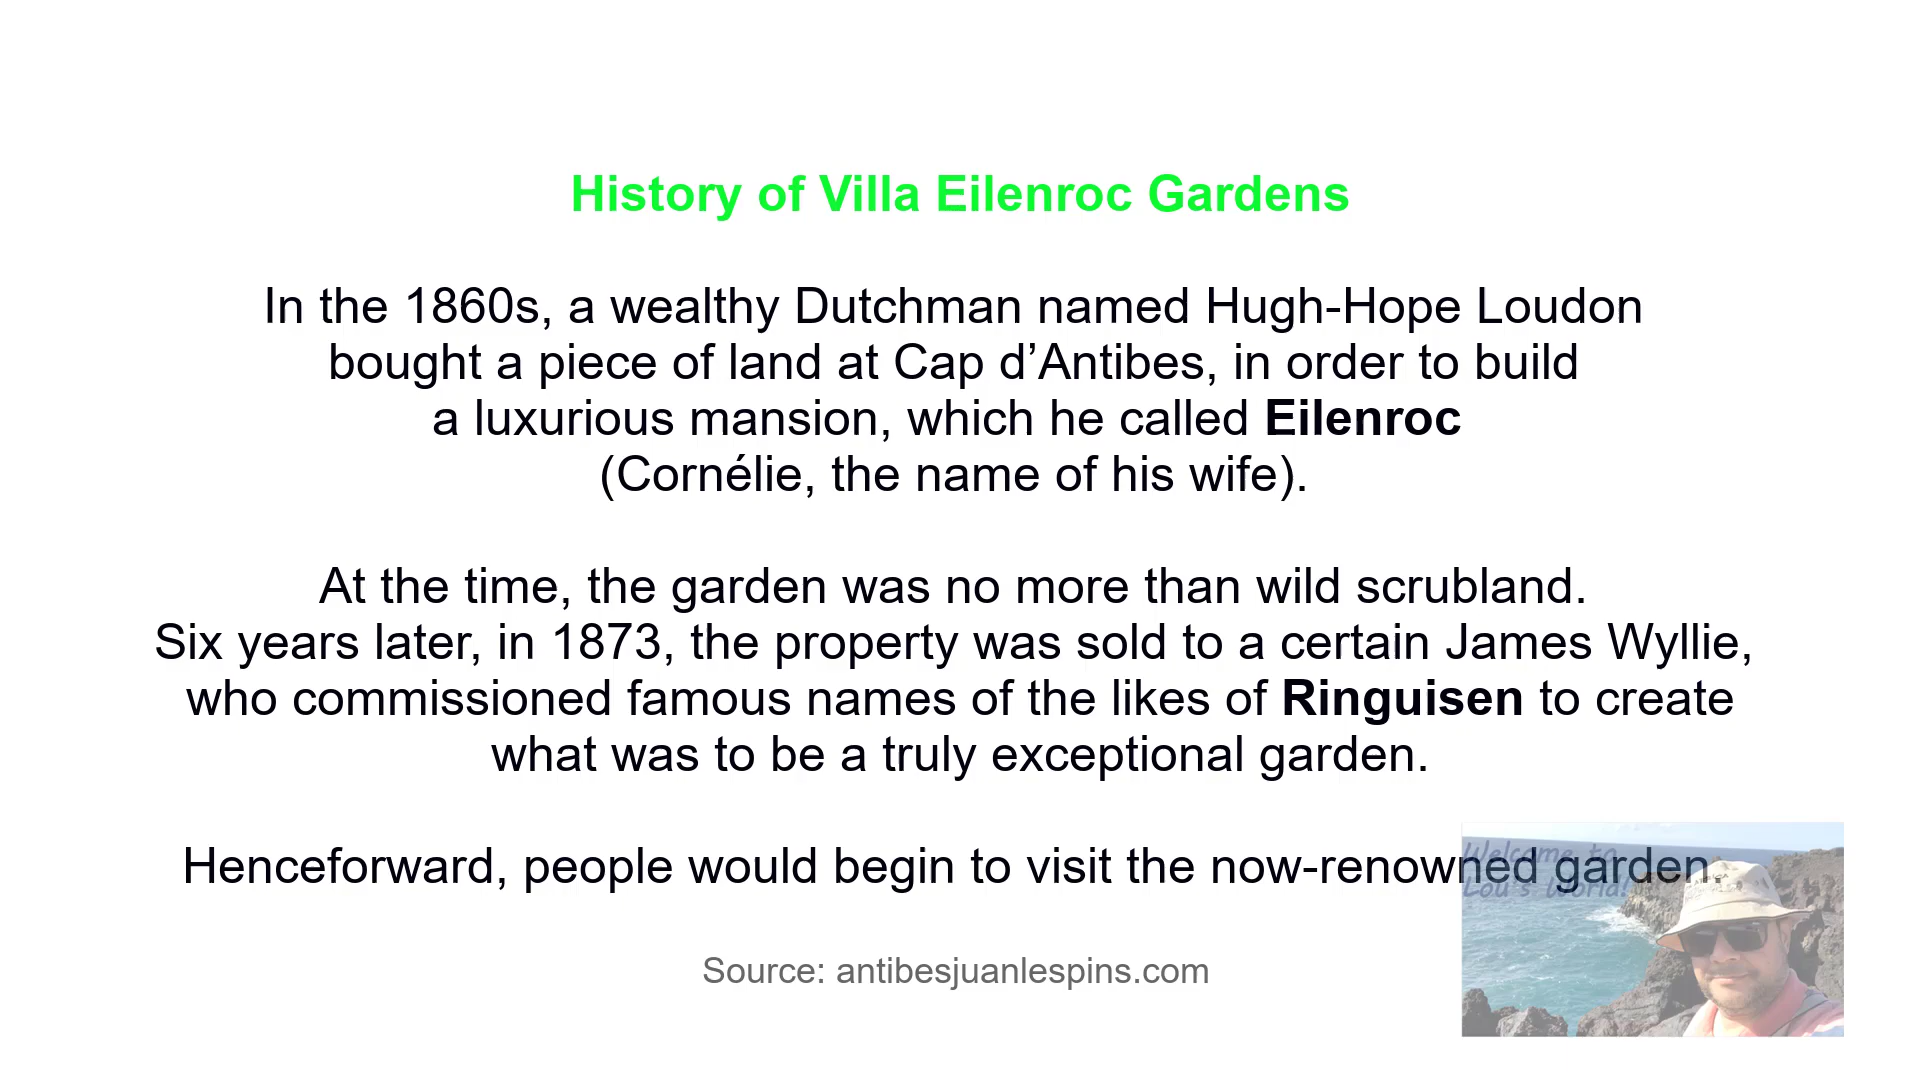 History of Villa Eilenroc Gardens
In the 1860s, a wealthy Dutchman named Hugh-Hope Loudon
bought a piece of land at Cap d’Antibes, in order to build
a luxurious mansion, which he called Eilenroc
(Cornélie, the name of his wife).
At the time, the garden was no more than wild scrubland.
Six years later, in 1873, the property was sold to a certain James Wyllie,
who commissioned famous names of the likes of Ringuisen to create
what was to be a truly exceptional garden.
Henceforward, people would begin to visit the now-renowned garden.
Welcome to
Lou's World!
Source: antibesjuanlespins.com